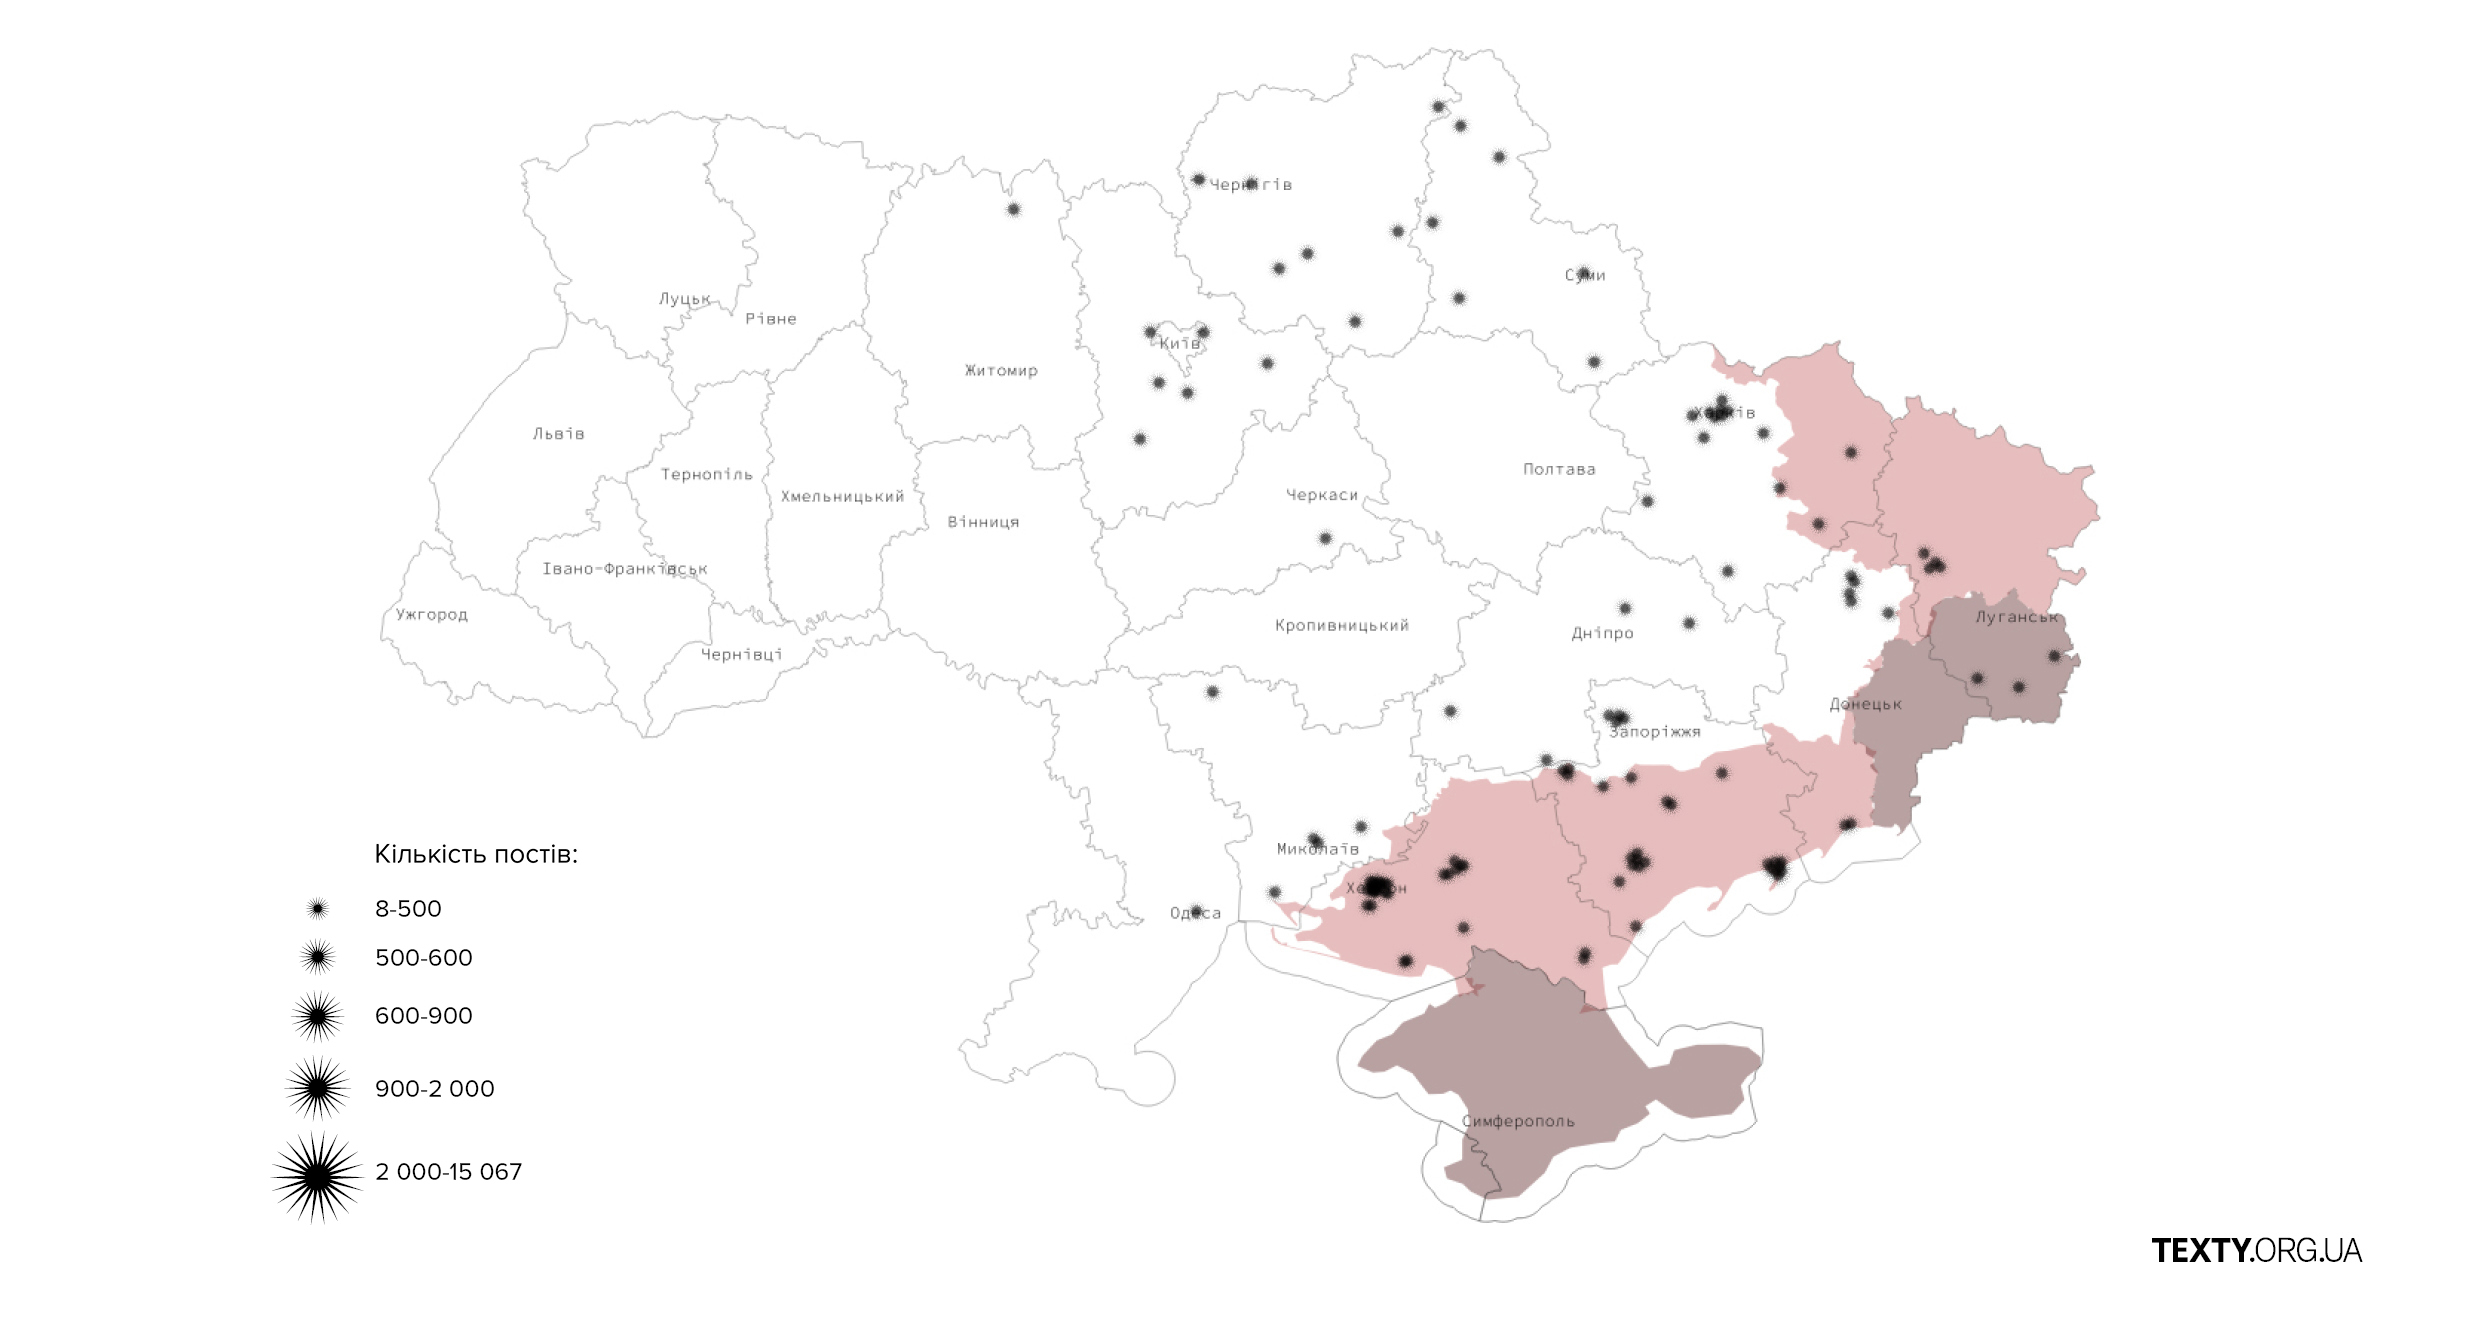 Чернігів
Суми
Луцьк
Рівне
Київ
Житомир
Харків
Львів
Тернопіль
Полтава
Хмельницький
Черкаси
Вінниця
Івано-Франківськ
Ужгород
Луганськ
Кропивницький
Дніпро
Чернівці
Донецьк
Запоріжжя
Миколаїв
Херсон
Одеса
Симферополь
Кількість постів:
8-500
500-600
600-900
900-2 000
2 000-15 067
TEXTY.ORG.UA